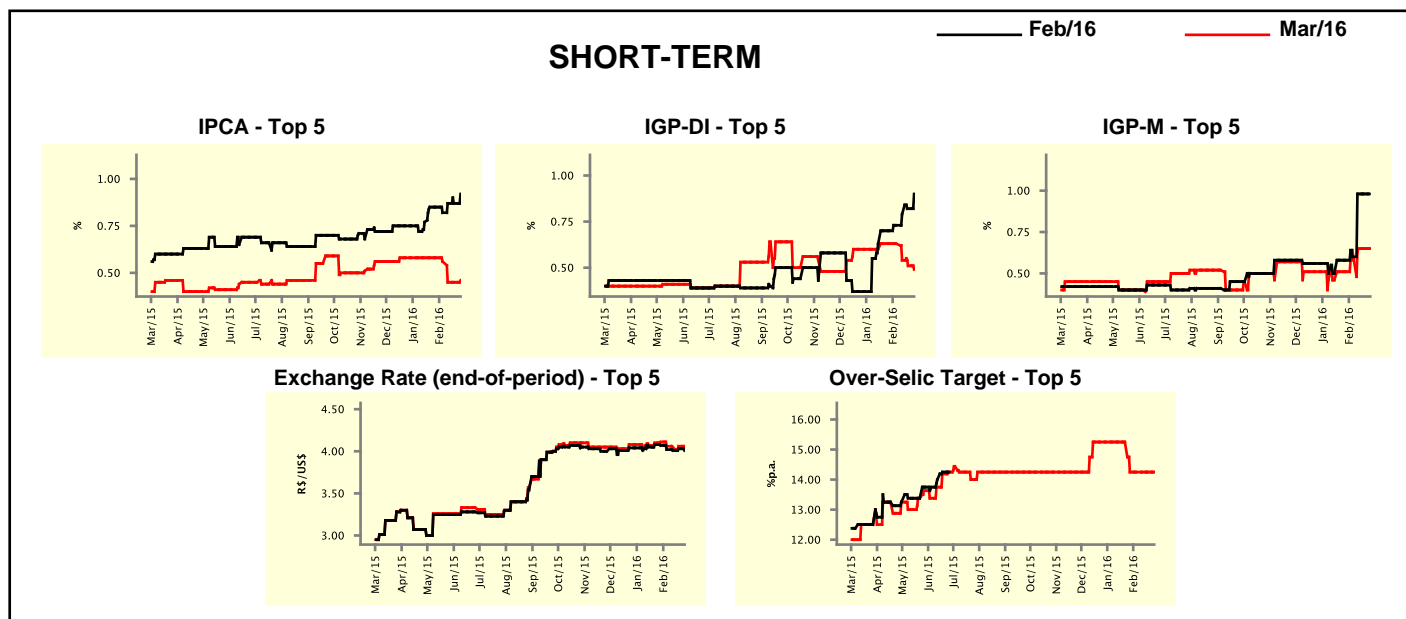 Feb/16 Mar/16
SHORT-TERM
IPCA - Top 5
IGP-DI - Top 5
IGP-M - Top 5
1.00
0.75
0.50
%
Mar/15 Apr/15 May/15 Jun/15 Jul/15 Aug/15 Sep/15 Oct/15 Nov/15 Dec/15 Jan/16 Feb/16
1.00
0.75
0.50
%
Mar/15 Apr/15 May/15 Jun/15 Jul/15 Aug/15 Sep/15 Oct/15 Nov/15 Dec/15 Jan/16 Feb/16
1.00
0.75
0.50
%
Mar/15 Apr/15 May/15 Jun/15 Jul/15 Aug/15 Sep/15 Oct/15 Nov/15 Dec/15 Jan/16 Feb/16
Exchange Rate (end-of-period) - Top 5
Over-Selic Target - Top 5
4.50
4.00
3.50
3.00
R$/US$
Mar/15 Apr/15 May/15 Jun/15 Jul/15 Aug/15 Sep/15 Oct/15 Nov/15 Dec/15 Jan/16 Feb/16
16.00
15.00
14.00
13.00
12.00
%p.a.
Mar/15 Apr/15 May/15 Jun/15 Jul/15 Aug/15 Sep/15 Oct/15 Nov/15 Dec/15 Jan/16 Feb/16